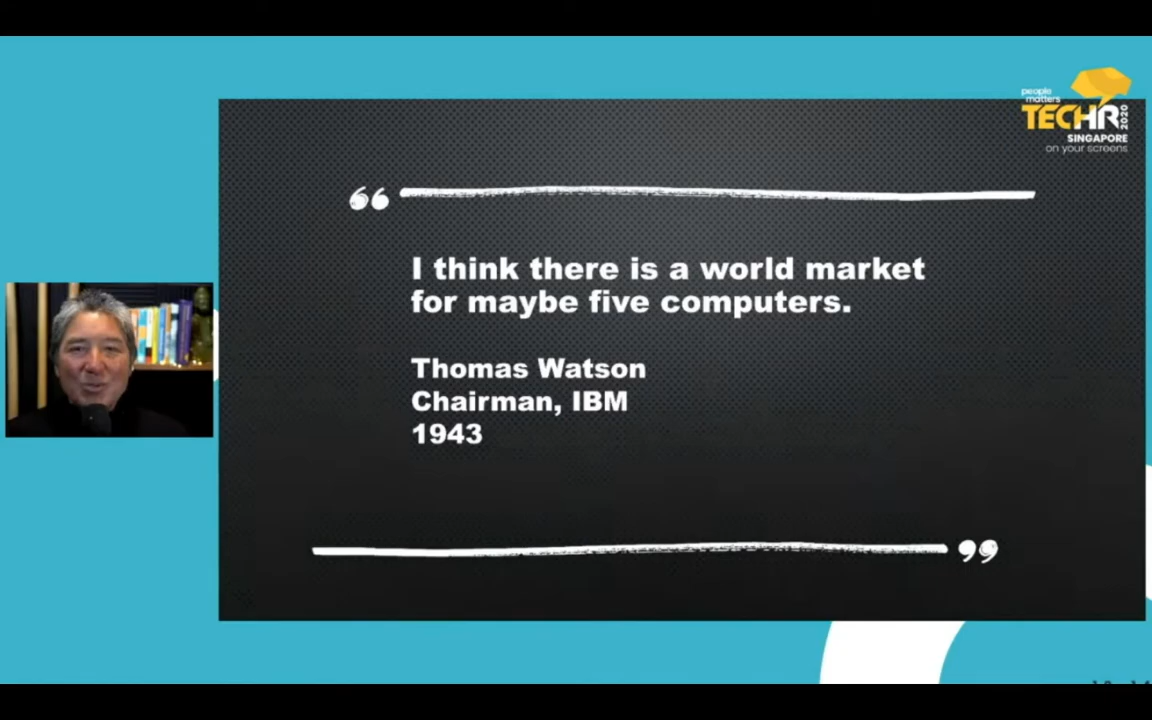 people
matters
TECHR 2020
SINGAPORE
on your screens
“
I think there is a world market
for maybe five computers.
Thomas Watson
Chairman, IBM
1943
”